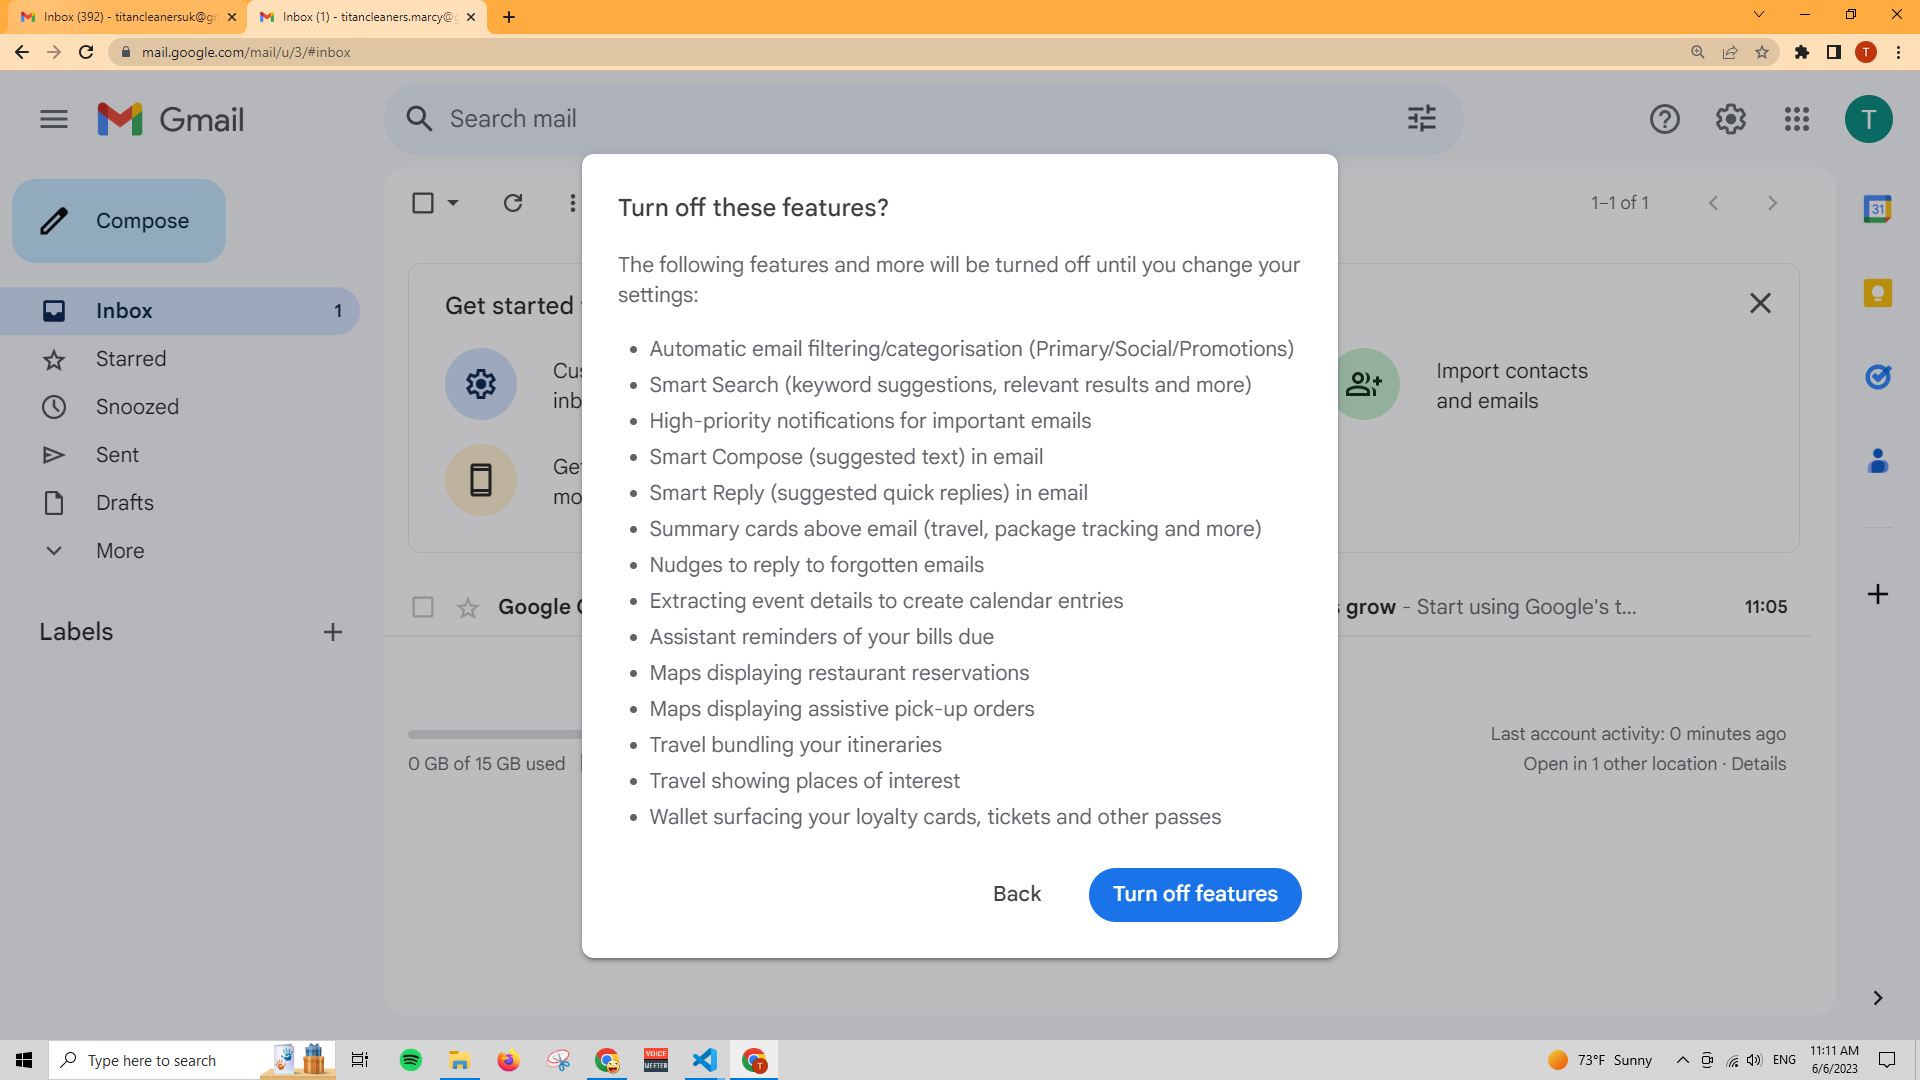 Inbox (392) - titancleanersuk@gm
Inbox (1) - titancleaners.marcy@g
mail.google.com/mail/u/3/#inbox
T
Gmail
Search mail
T
Compose
1–1 of 1
31
Turn off these features?
The following features and more will be turned off until you change your
settings:
Get started
Inbox 1
Automatic email filtering/categorisation (Primary/Social/Promotions)
Starred
Smart Search (keyword suggestions, relevant results and more)
Import contacts
and emails
Snoozed
High-priority notifications for important emails
Sent
Smart Compose (suggested text) in email
Drafts
Smart Reply (suggested quick replies) in email
Summary cards above email (travel, package tracking and more)
More
Nudges to reply to forgotten emails
Extracting event details to create calendar entries
Google
grow - Start using Google's t...
11:05
Labels
Assistant reminders of your bills due
Maps displaying restaurant reservations
Maps displaying assistive pick-up orders
Travel bundling your itineraries
Last account activity: 0 minutes ago
0 GB of 15 GB used
Open in 1 other location · Details
Travel showing places of interest
Wallet surfacing your loyalty cards, tickets and other passes
Back
Turn off features
Type here to search
VOICE
MEETER
T
73°F Sunny
ENG
11:11 AM
6/6/2023